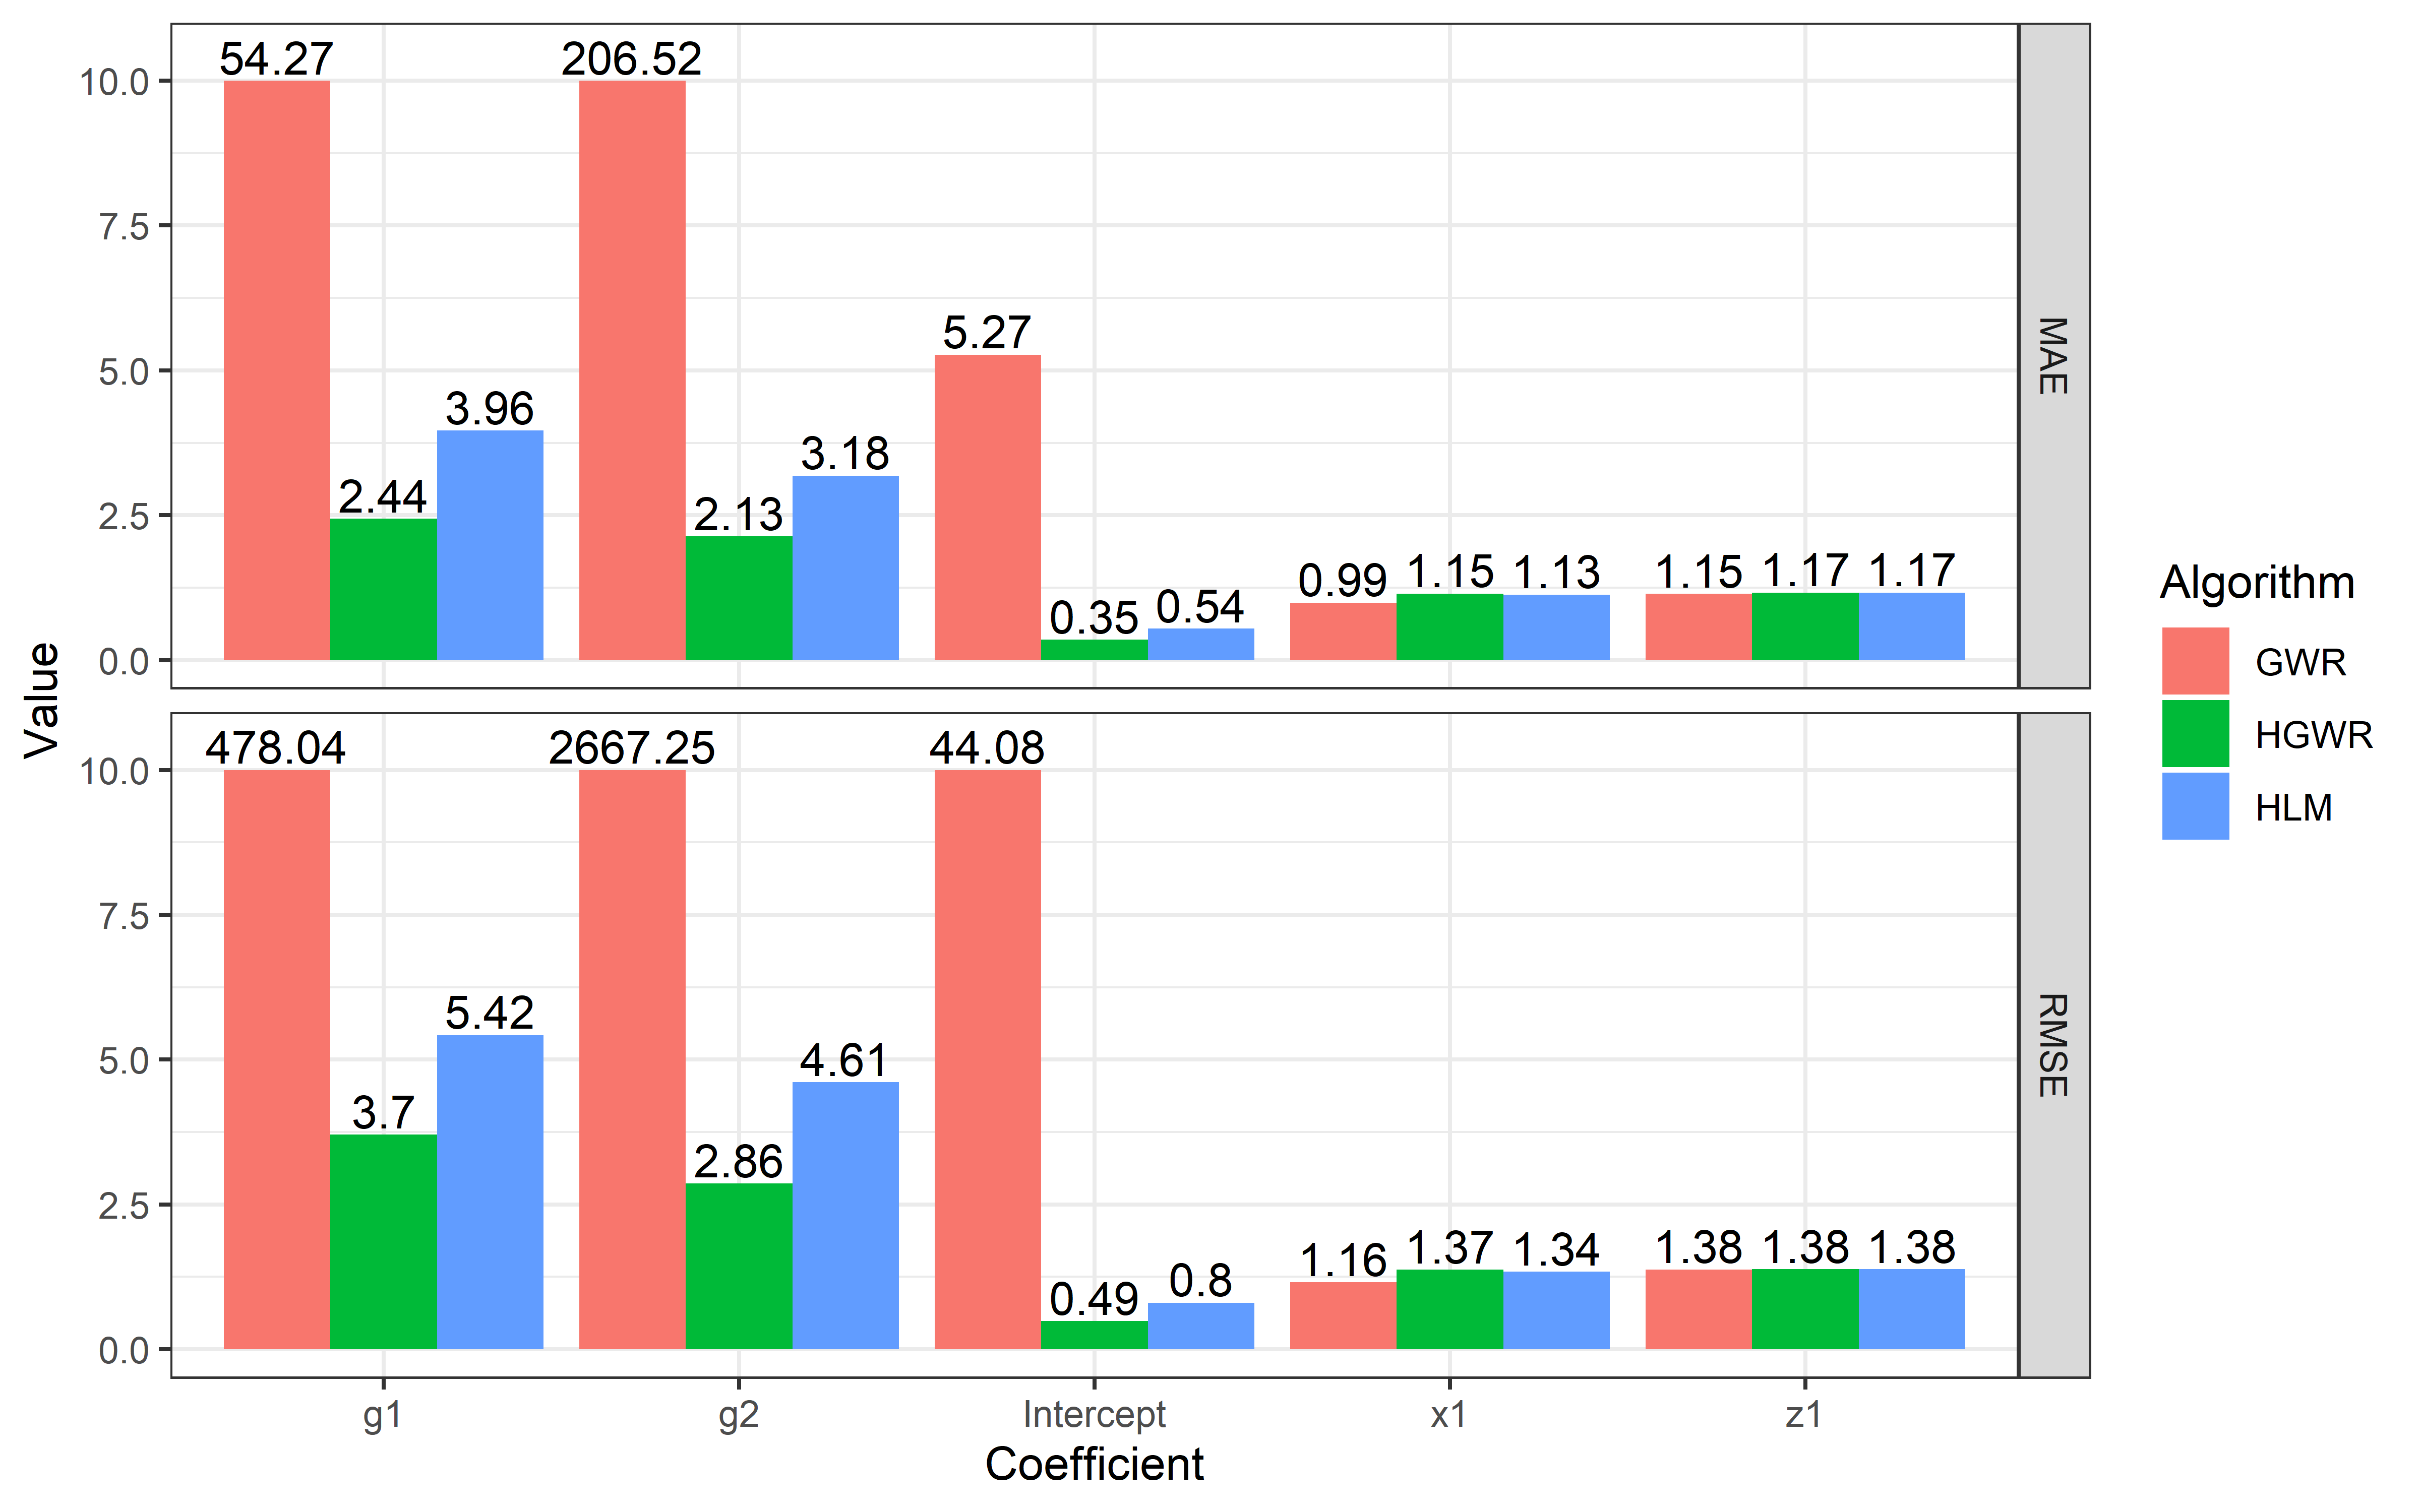 54.27 206.52
10.0
7.5
5.27
5.0
3.96
3.18
2.44 2.13
2.5
0.99 1.15 1.13 1.15 1.17 1.17
0.35 0.54
0.0
MAE
Value
478.04 2667.25 44.08
10.0
7.5
5.42
5.0
4.61
3.7
2.86
2.5
1.16 1.37 1.34 1.38 1.38 1.38
0.49 0.8
0.0
RMSE
g1 g2 Intercept x1 z1
Coefficient
Algorithm
GWR
HGWR
HLM